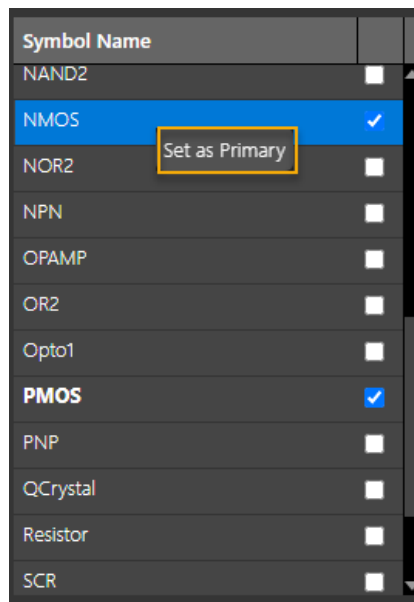 Symbol Name
NAND2
NMOS
Set as Primary
NOR2
NPN
OPAMP
OR2
Opto1
PMOS
PNP
QCrystal
Resistor
SCR